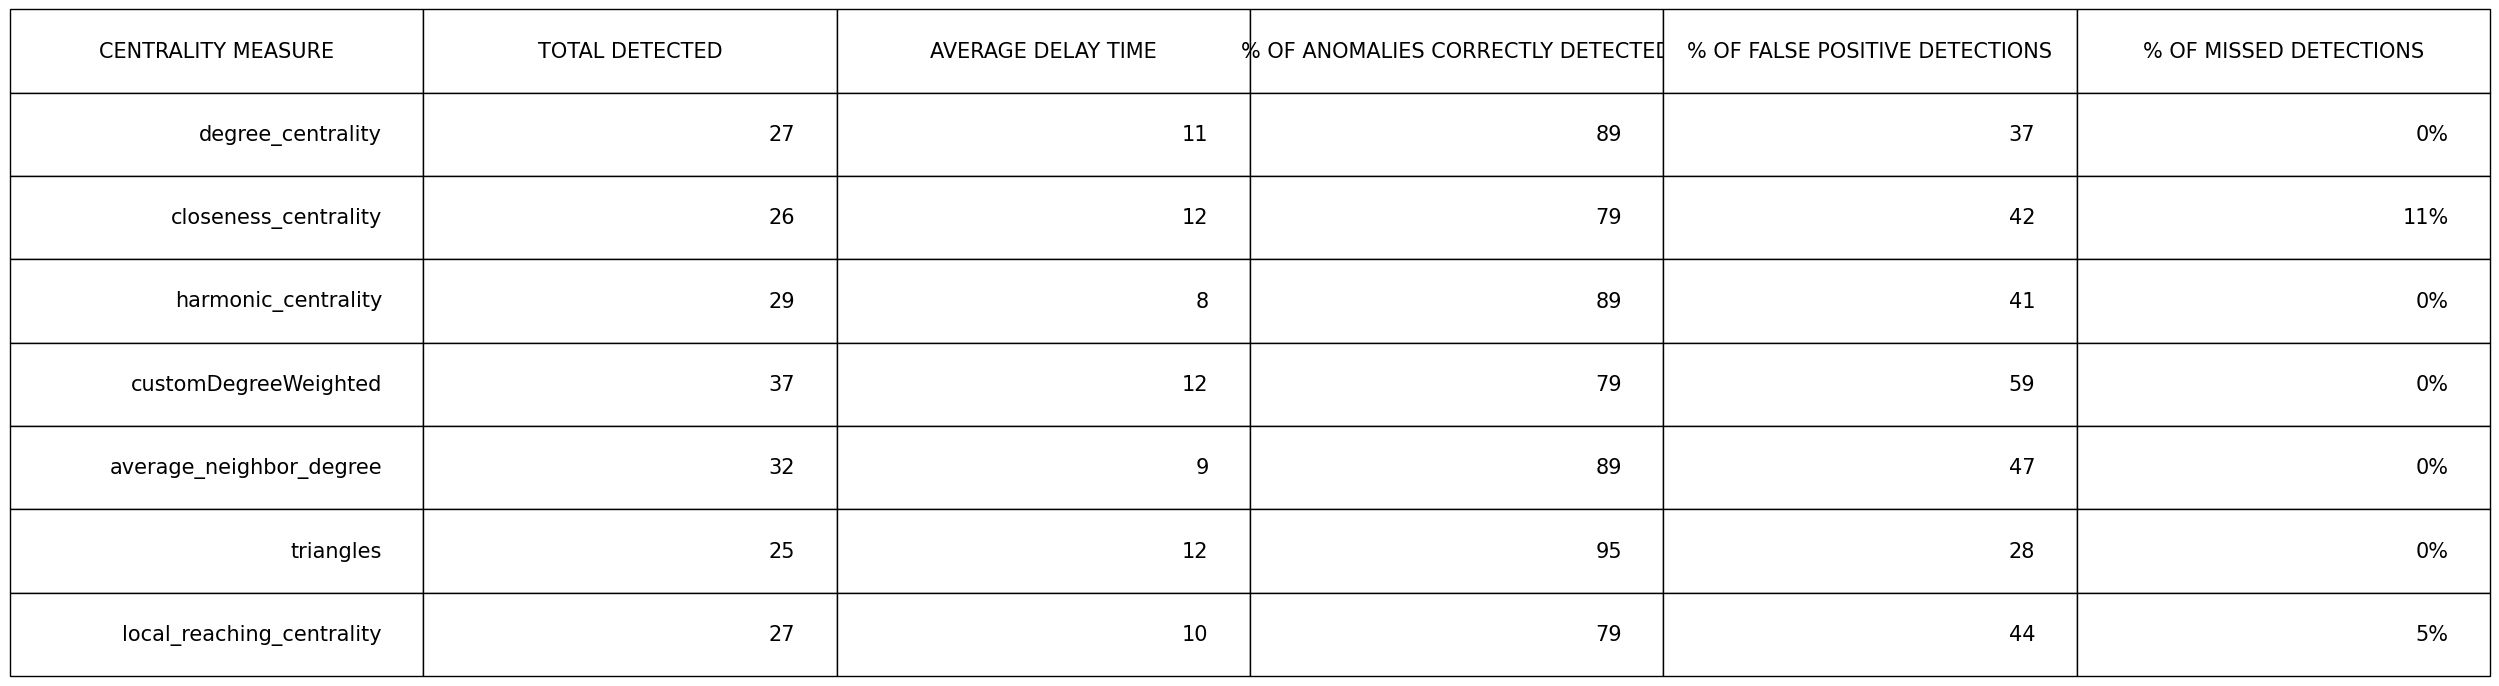 CENTRALITY MEASURE TOTAL DETECTED AVERAGE DELAY TIME % OF ANOMALIES CORRECTLY DETECTED % OF FALSE POSITIVE DETECTIONS % OF MISSED DETECTIONS
degree_centrality 27 11 89 37 0%
closeness_centrality 26 12 79 42 11%
harmonic_centrality 29 8 89 41 0%
customDegreeWeighted 37 12 79 59 0%
average_neighbor_degree 32 9 89 47 0%
triangles 25 12 95 28 0%
local_reaching_centrality 27 10 79 44 5%